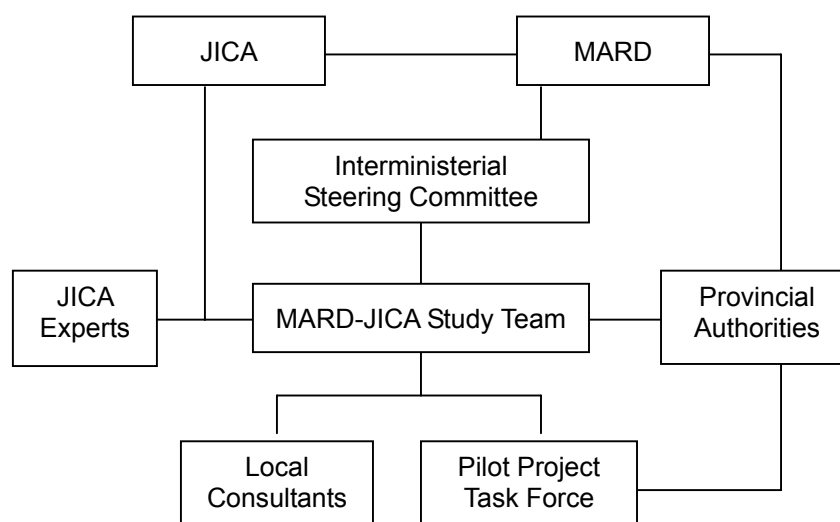 JICA
MARD
Interministerial
Steering Committee
JICA
Experts
MARD-JICA Study Team
Provincial
Authorities
Local
Consultants
Pilot Project
Task Force